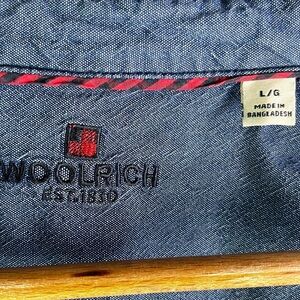 L/G
MADE IN
BANGLADESH
WOOLRICH
EST. 1830